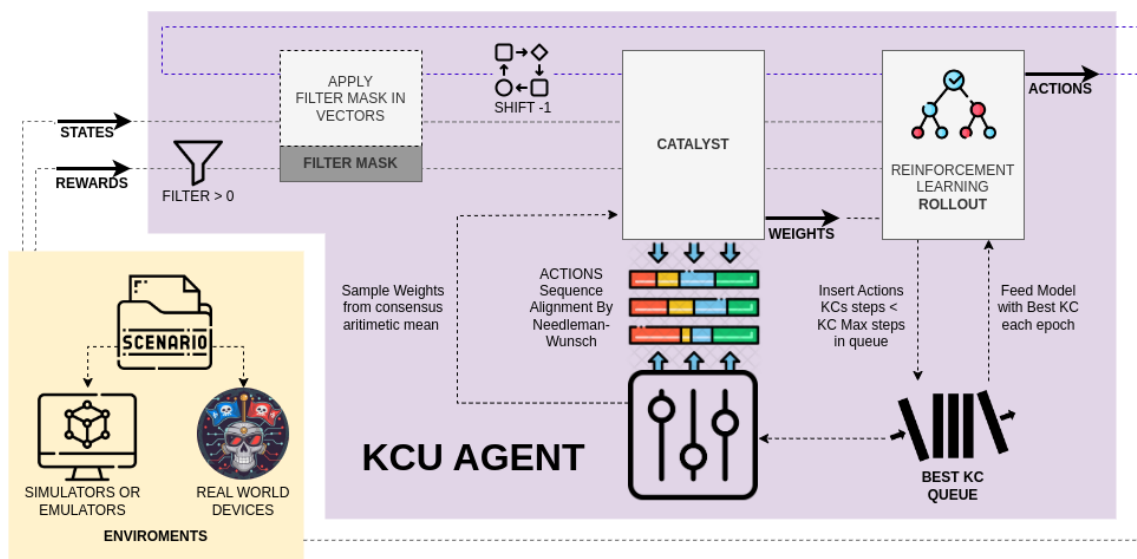 APPLY
FILTER MASK IN
VECTORS
FILTER MASK
SHIFT -1
CATALYST
REINFORCEMENT
LEARNING
ROLLOUT
ACTIONS
STATES
REWARDS
FILTER > 0
WEIGHTS
Sample Weights
from consensus
aritimetic mean
ACTIONS
Sequence
Alignment By
Needleman-
Wunsch
Insert Actions
KCs steps <
KC Max steps
in queue
Feed Model
with Best KC
each epoch
SCENARIO
SIMULATORS OR
EMULATORS
REAL WORLD
DEVICES
ENVIROMENTS
KCU AGENT
BEST KC
QUEUE